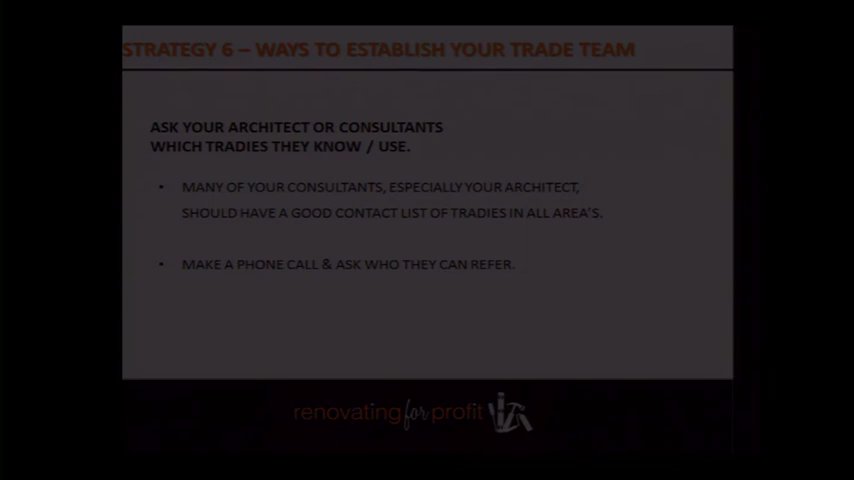 STRATEGY 6 – WAYS TO ESTABLISH YOUR TRADE TEAM
ASK YOUR ARCHITECT OR CONSULTANTS
WHICH TRADIES THEY KNOW / USE.
• MANY OF YOUR CONSULTANTS, ESPECIALLY YOUR ARCHITECT,
SHOULD HAVE A GOOD CONTACT LIST OF TRADIES IN ALL AREA'S.
• MAKE A PHONE CALL & ASK WHO THEY CAN REFER.
renovating for profit